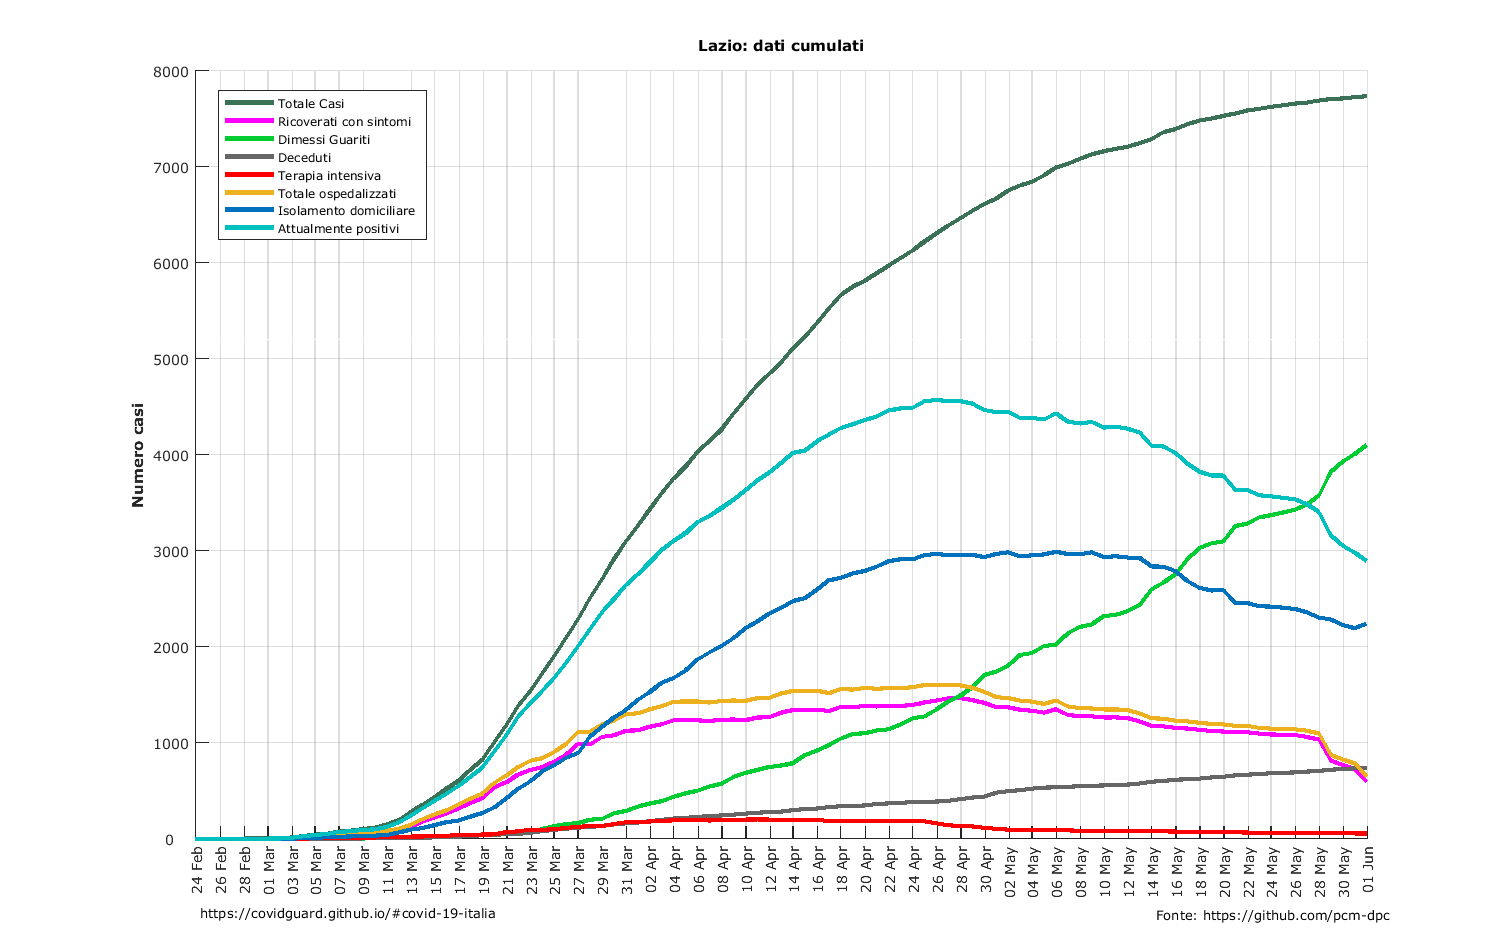 Lazio: dati cumulati
Numero casi
8000
7000
6000
5000
4000
3000
2000
1000
0
Totale Casi
Ricoverati con sintomi
Dimessi Guariti
Deceduti
Terapia intensiva
Totale ospedalizzati
Isolamento domiciliare
Attualmente positivi
24 Feb
26 Feb
28 Feb
01 Mar
03 Mar
05 Mar
07 Mar
09 Mar
11 Mar
13 Mar
15 Mar
17 Mar
19 Mar
21 Mar
23 Mar
25 Mar
27 Mar
29 Mar
31 Mar
02 Apr
04 Apr
06 Apr
08 Apr
10 Apr
12 Apr
14 Apr
16 Apr
18 Apr
20 Apr
22 Apr
24 Apr
26 Apr
28 Apr
30 Apr
02 May
04 May
06 May
08 May
10 May
12 May
14 May
16 May
18 May
20 May
22 May
24 May
26 May
28 May
30 May
01 Jun
https://covidguard.github.io/#covid-19-italia
Fonte: https://github.com/pcm-dpc